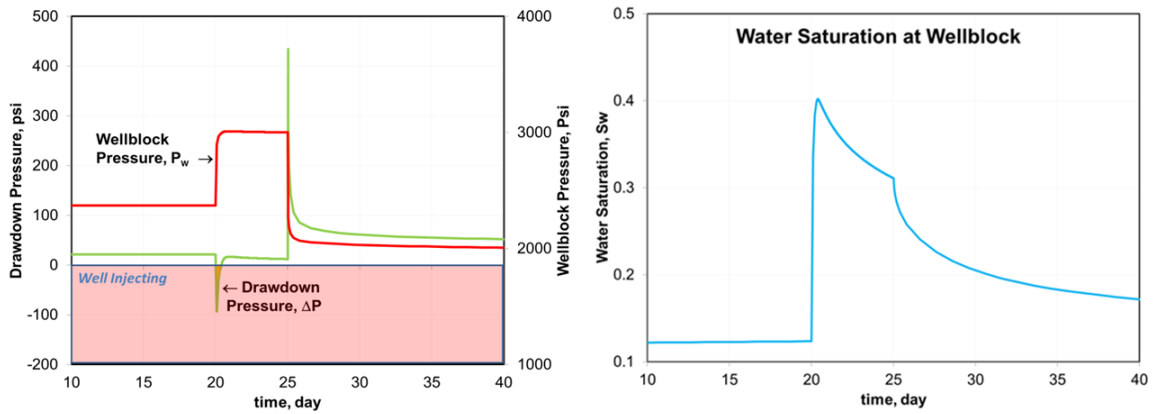 500
400
300
200
100
0
-100
-200
Drawdown Pressure, psi
4000
3000
2000
1000
Wellblock Pressure, Psi
Wellblock
Pressure, Pw →
Well Injecting
← Drawdown
Pressure, ΔP
10 15 20 25 30 35 40
time, day
Water Saturation at Wellblock
0.5
0.4
0.3
0.2
0.1
Water Saturation, Sw
10 15 20 25 30 35 40
time, day